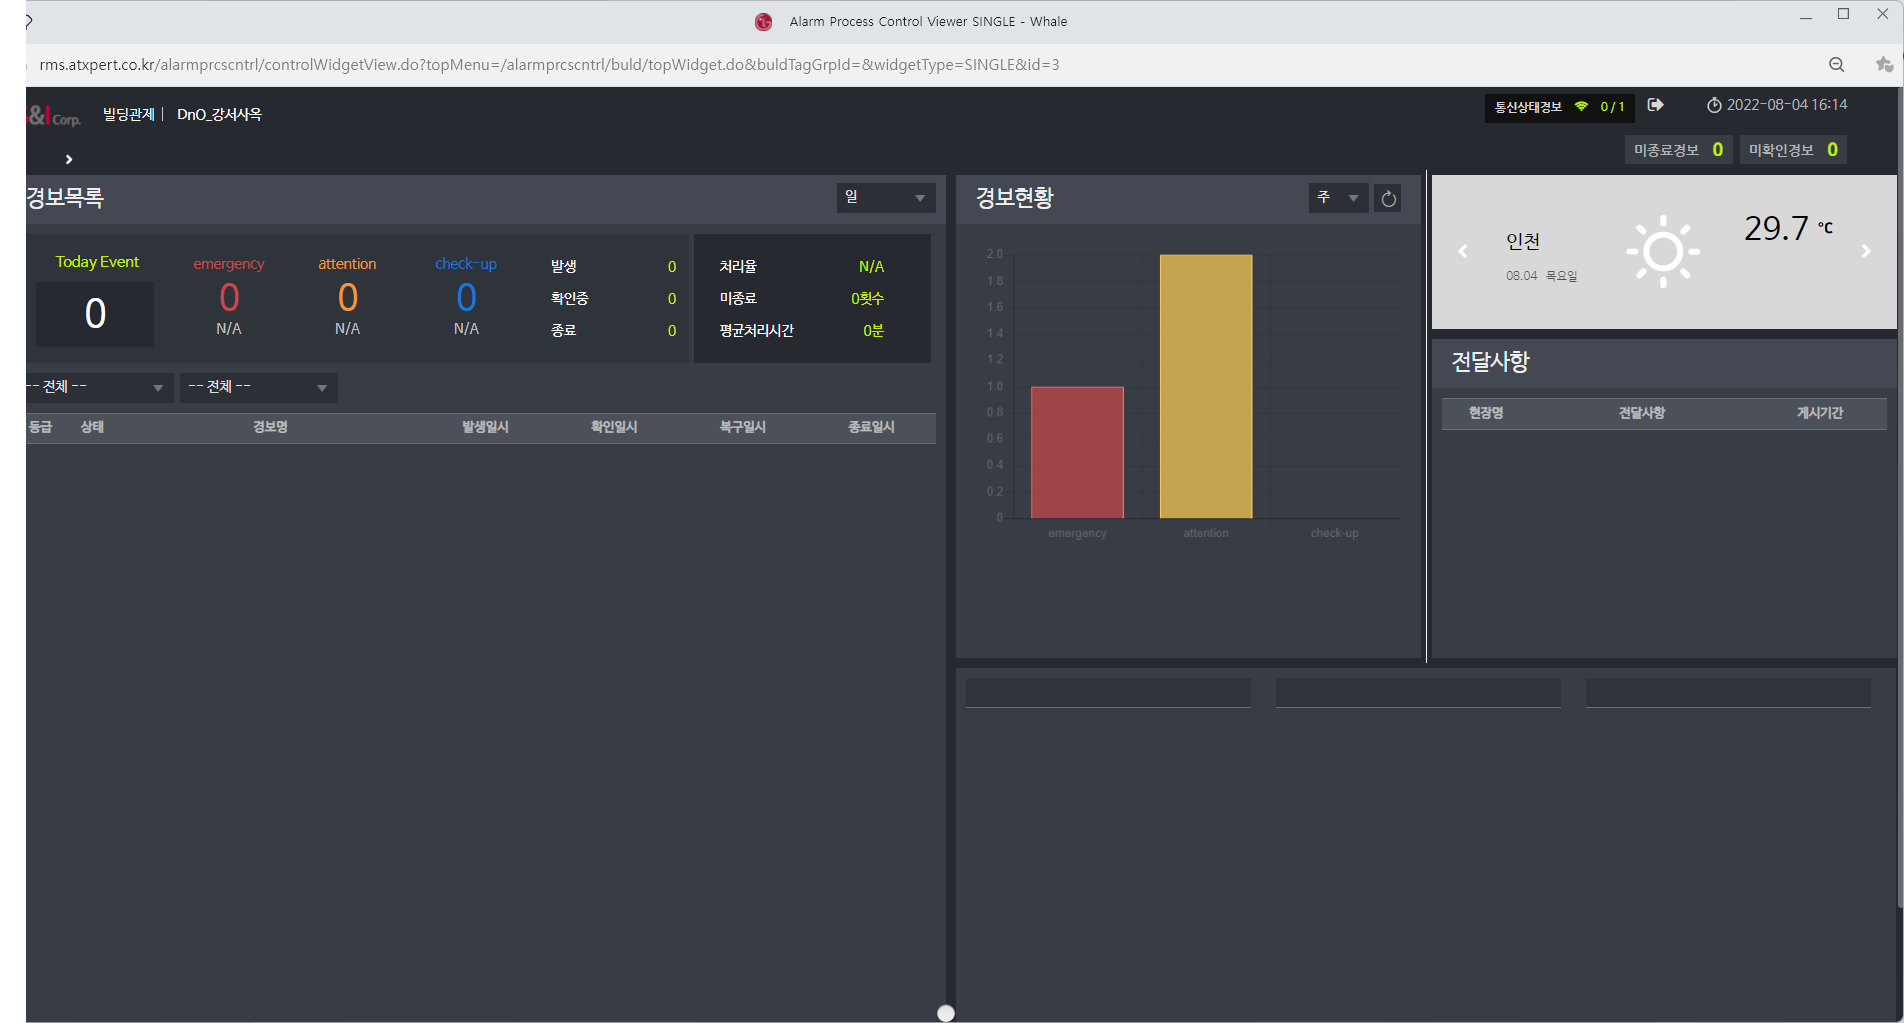 Alarm Process Control Viewer SINGLE - Whale
rms.atxpert.co.kr/alarmprcscntrl/controlWidgetView.do?topMenu=/alarmprcscntrl/buld/topWidget.do&buldTagGrpId=&widgetType=SINGLE&id=3
&I Corp. 빌딩관제 | DnO_강서사옥
통신상태경보 0 / 1
2022-08-04 16:14
미종료경보 0 미확인경보 0
경보목록
일
Today Event
0
emergency
0
N/A
attention
0
N/A
check-up
0
N/A
발생 0
확인중 0
종료 0
처리율 N/A
미종료 0횟수
평균처리시간 0분
-- 전체 -- -- 전체 --
등급 상태 경보명 발생일시 확인일시 복구일시 종료일시
경보현황
주
2.0
1.8
1.6
1.4
1.2
1.0
0.8
0.6
0.4
0.2
0
emergency attention check-up
인천
08.04 목요일
29.7 °C
전달사항
현장명 전달사항 게시기간